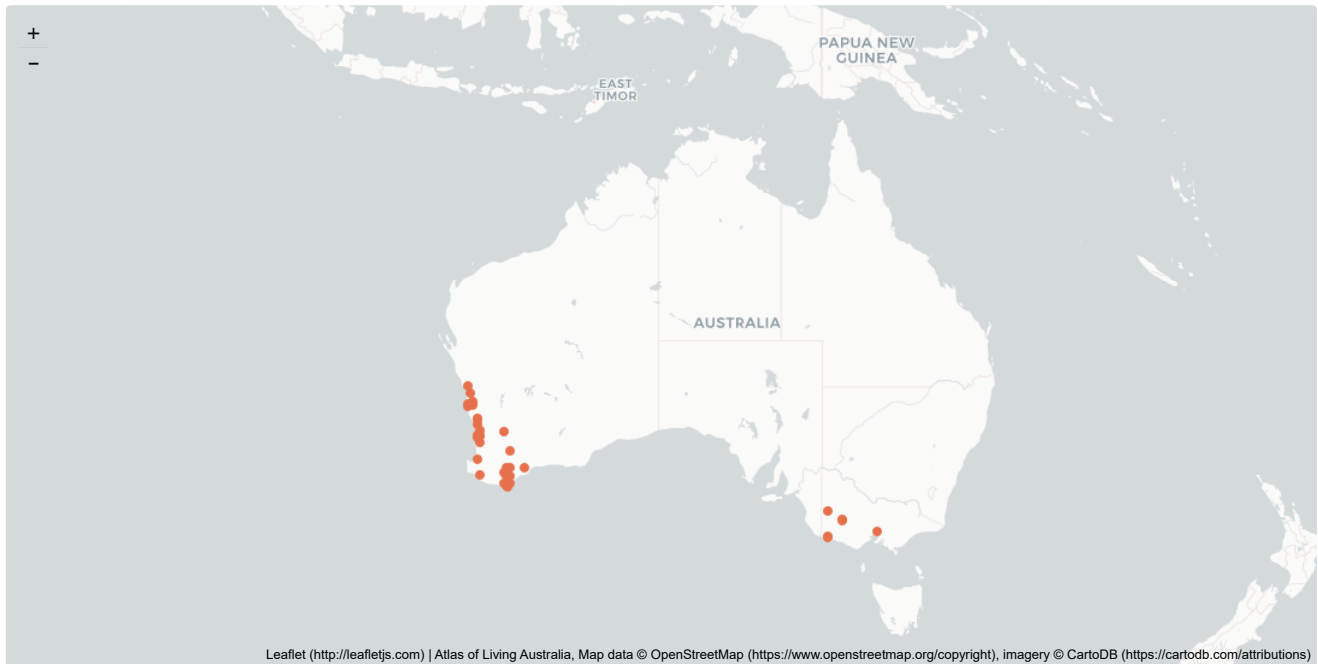 +
−
PAPUA NEW
GUINEA
EAST
TIMOR
AUSTRALIA
Leaflet (http://leafletjs.com) | Atlas of Living Australia, Map data © OpenStreetMap (https://www.openstreetmap.org/copyright), imagery © CartoDB (https://cartodb.com/attributions)